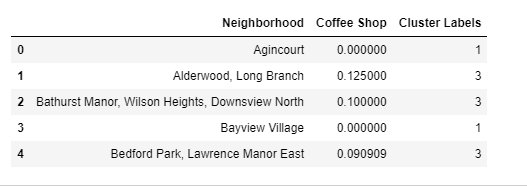 Neighborhood Coffee Shop Cluster Labels
0 Agincourt 0.000000 1
1 Alderwood, Long Branch 0.125000 3
2 Bathurst Manor, Wilson Heights, Downsview North 0.100000 3
3 Bayview Village 0.000000 1
4 Bedford Park, Lawrence Manor East 0.090909 3